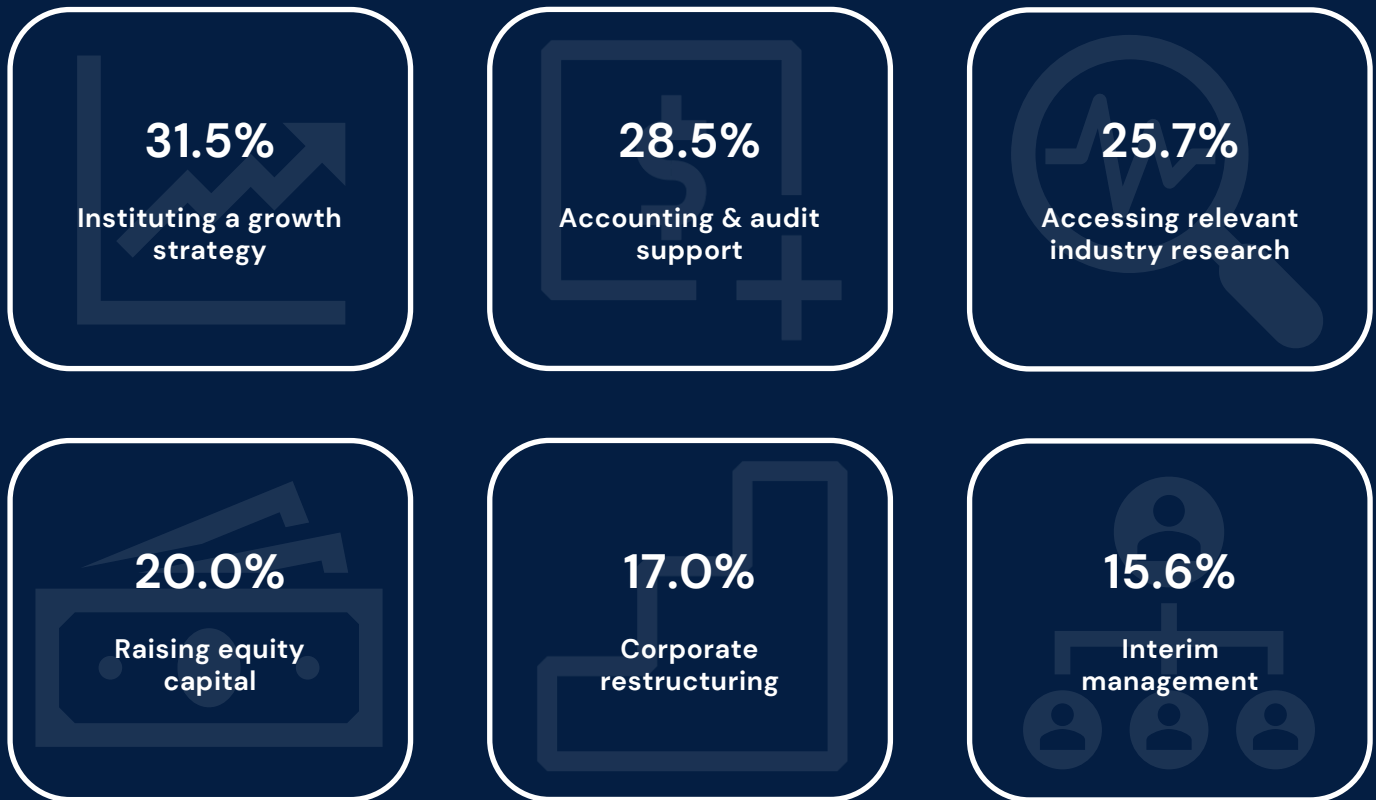 31.5%
Instituting a growth
strategy
28.5%
Accounting & audit
support
25.7%
Accessing relevant
industry research
20.0%
Raising equity
capital
17.0%
Corporate
restructuring
15.6%
Interim
management